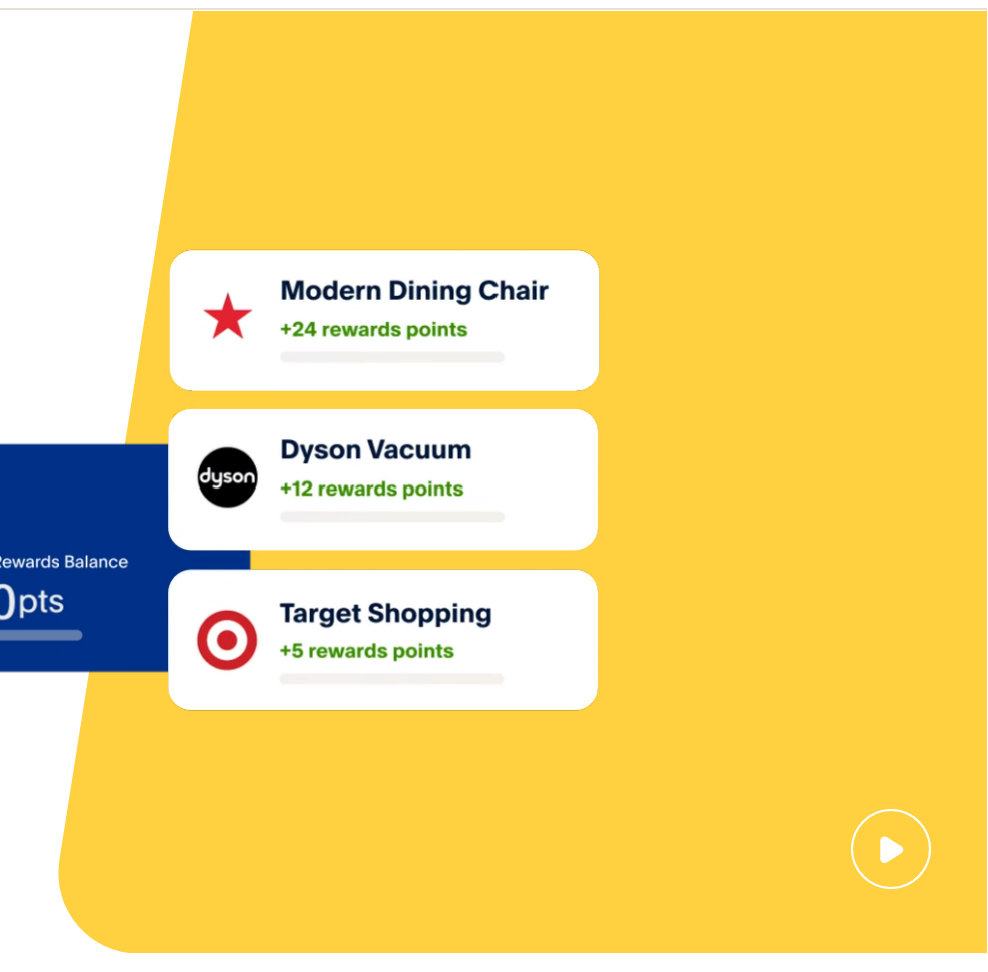 Modern Dining Chair
+24 rewards points
dyson
Dyson Vacuum
+12 rewards points
Rewards Balance
0pts
Target Shopping
+5 rewards points